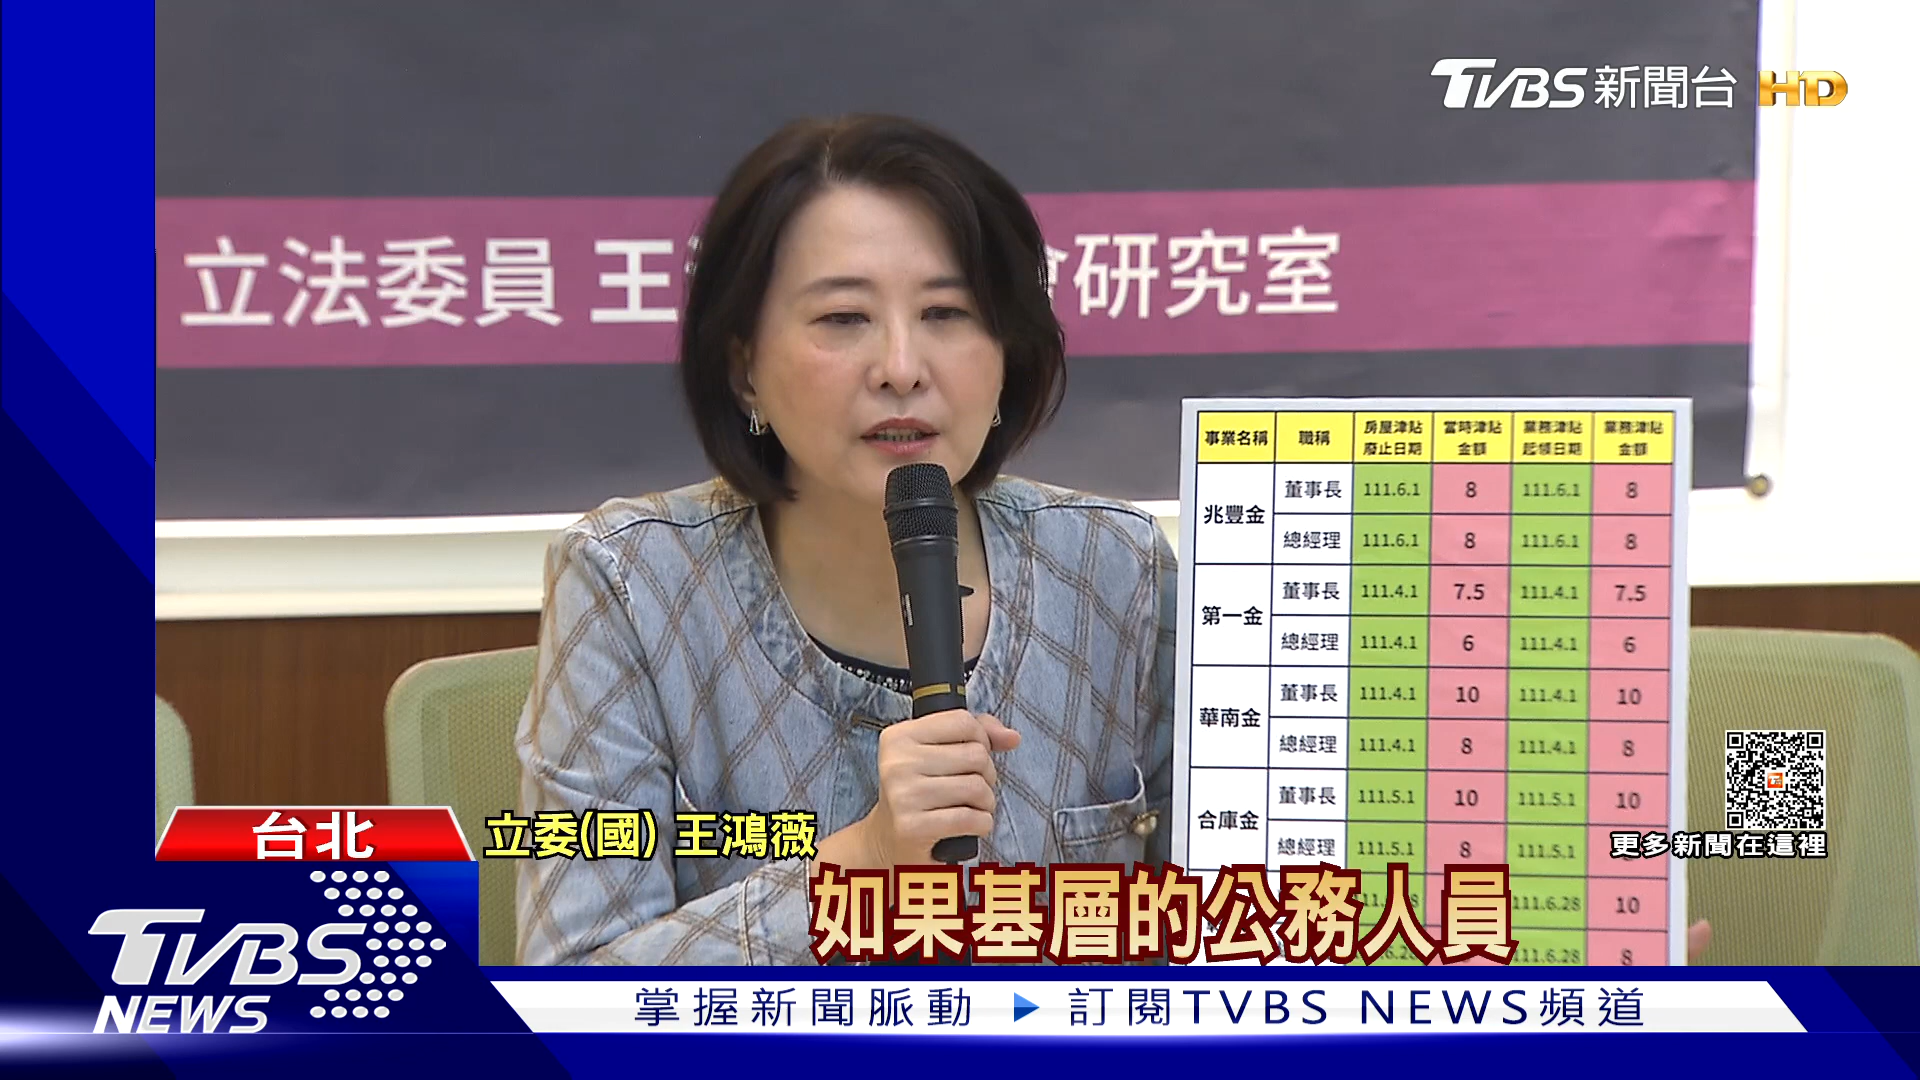 TVBS新聞台 HD
立法委員 王
會研究室
事業名稱 職稱 房屋津貼廢止日期 當時津貼金額 業務津貼起領日期 業務津貼金額
兆豐金 董事長 111.6.1 8 111.6.1 8
總經理 111.6.1 8 111.6.1 8
第一金 董事長 111.4.1 7.5 111.4.1 7.5
總經理 111.4.1 6 111.4.1 6
華南金 董事長 111.4.1 10 111.4.1 10
總經理 111.4.1 8 111.4.1 8
合庫金 董事長 111.5.1 10 111.5.1 10
總經理 111.5.1 8 111.5.1
111.6.28 10
111.6.28 8
更多新聞在這裡
台北
立委(國) 王鴻薇
如果基層的公務人員
TVBS
NEWS
掌握新聞脈動 ▶ 訂閱TVBS NEWS頻道